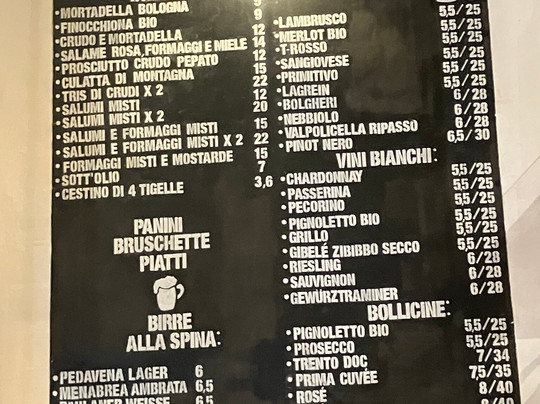 •MORTADELLA BOLOGNA 9
•FINOCCHIONA BIO 9
•CRUDO E MORTADELLA 12
•SALAME ROSA,FORMAGGI E MIELE 14
•PROSCIUTTO CRUDO PEPATO 12
•CULATTA DI MONTAGNA 15
•TRIS DI CRUDI X 2 22
•SALUMI MISTI 12
•SALUMI MISTI X 2 20
•SALUMI E FORMAGGI MISTI 15
•SALUMI E FORMAGGI MISTI X 2 22
•FORMAGGI MISTI E MOSTARDE 15
•SOTT'OLIO 7
•CESTINO DI 4 TIGELLE 3,6
PANINI
BRUSCHETTE
PIATTI
BIRRE
ALLA SPINA:
•PEDAVENA LAGER 6
•MENABREA AMBRATA 6,5
•LAMBRUSCO 5,5/25
•MERLOT BIO 5,5/25
•T-ROSSO 5,5/25
•SANGIOVESE 5,5/25
•PRIMITIVO 5,5/25
•LAGREIN 5,5/25
•BOLGHERI 6/28
•NEBBIOLO 6/28
•VALPOLICELLA RIPASSO 6/28
•PINOT NERO 6,5/30
VINI BIANCHI:
•CHARDONNAY 5,5/25
•PASSERINA 5,5/25
•PECORINO 5,5/25
•PIGNOLETTO BIO 5,5/25
•GRILLO 5,5/25
•GIBELÉ ZIBIBBO SECCO 5,5/25
•RIESLING 6/28
•SAUVIGNON 6/28
•GEWÜRZTRAMINER 6/28
BOLLICINE:
•PIGNOLETTO BIO 5,5/25
•PROSECCO 5,5/25
•TRENTO DOC 7/34
•PRIMA CUVÉE 7,5/35
•ROSÉ 8/40